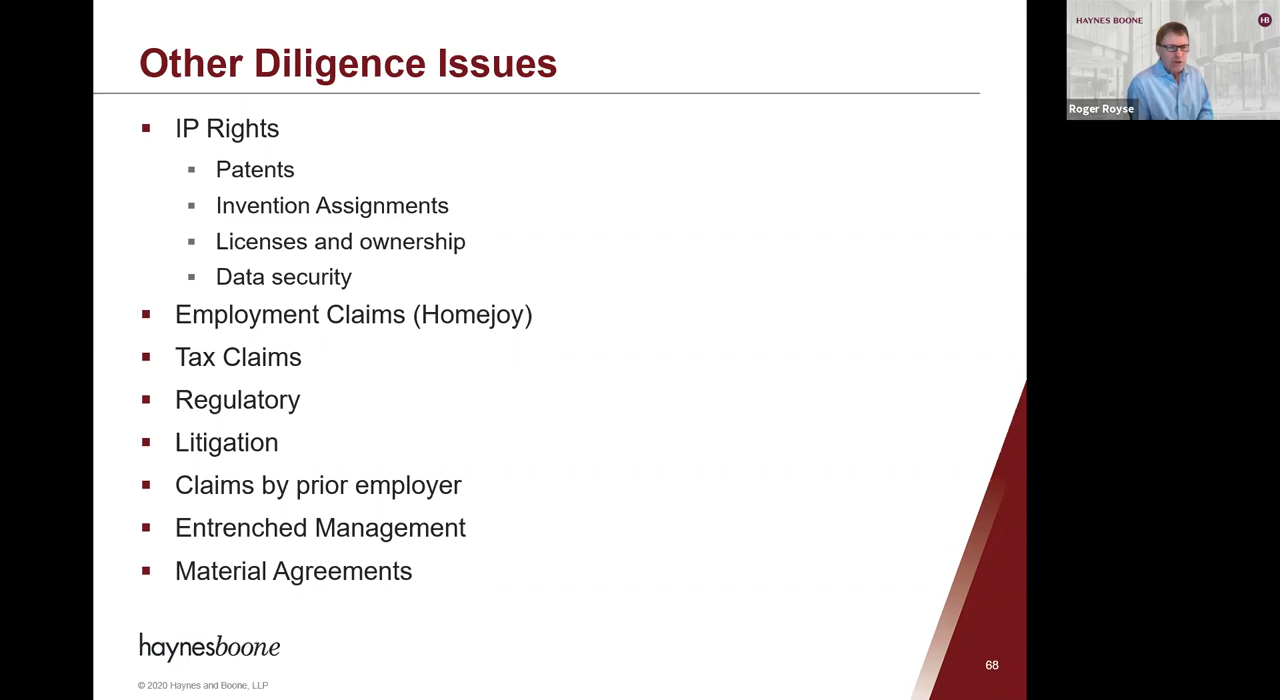 Other Diligence Issues
IP Rights
Patents
Invention Assignments
Licenses and ownership
Data security
Employment Claims (Homejoy)
Tax Claims
Regulatory
Litigation
Claims by prior employer
Entrenched Management
Material Agreements
haynesboone
© 2020 Haynes and Boone, LLP
68
HAYNES BOONE
HB
Roger Royse